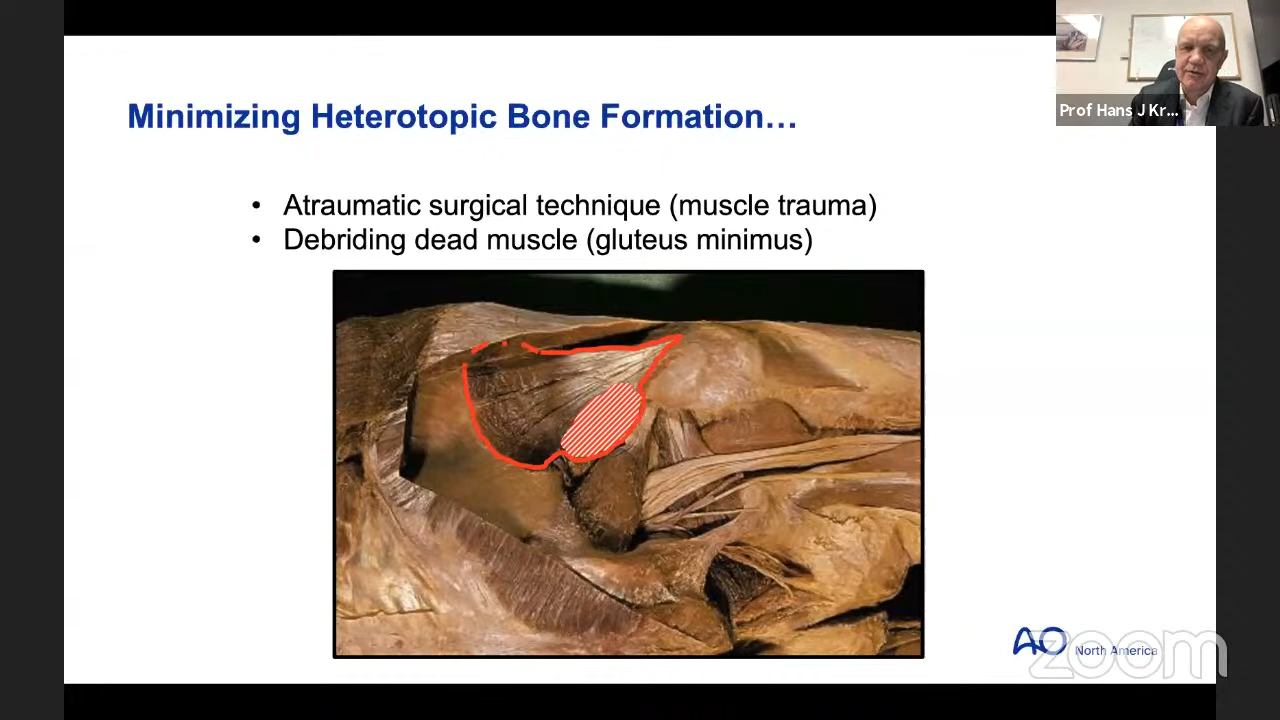 Prof Hans J Kr...
Minimizing Heterotopic Bone Formation…
• Atraumatic surgical technique (muscle trauma)
• Debriding dead muscle (gluteus minimus)
AO North America
zoom